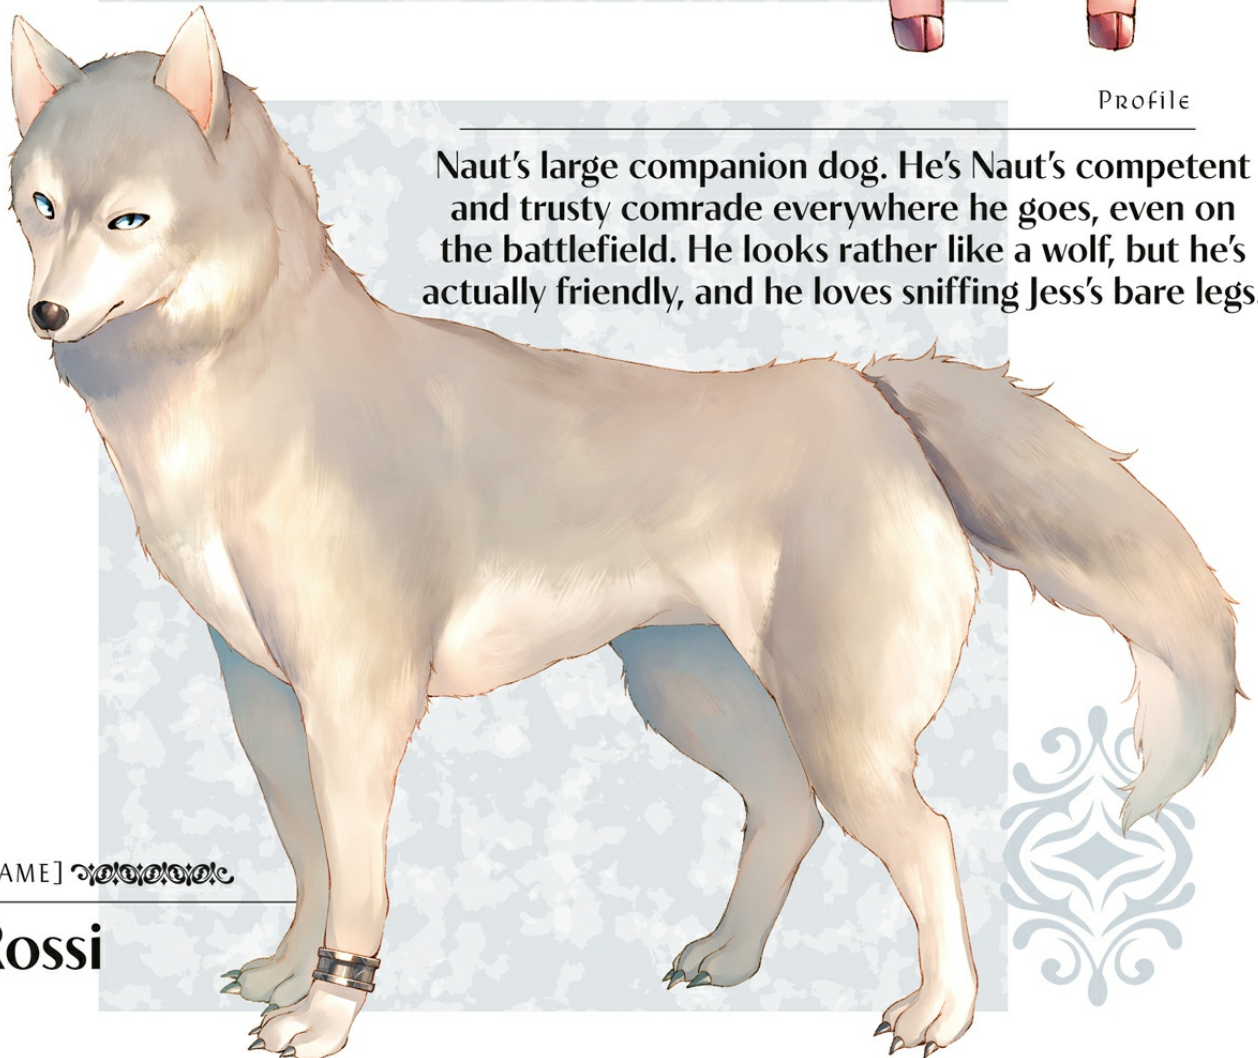 Profile
Naut's large companion dog. He's Naut's competent
and trusty comrade everywhere he goes, even on
the battlefield. He looks rather like a wolf, but he's
actually friendly, and he loves sniffing Jess's bare legs.
AME]
Rossi